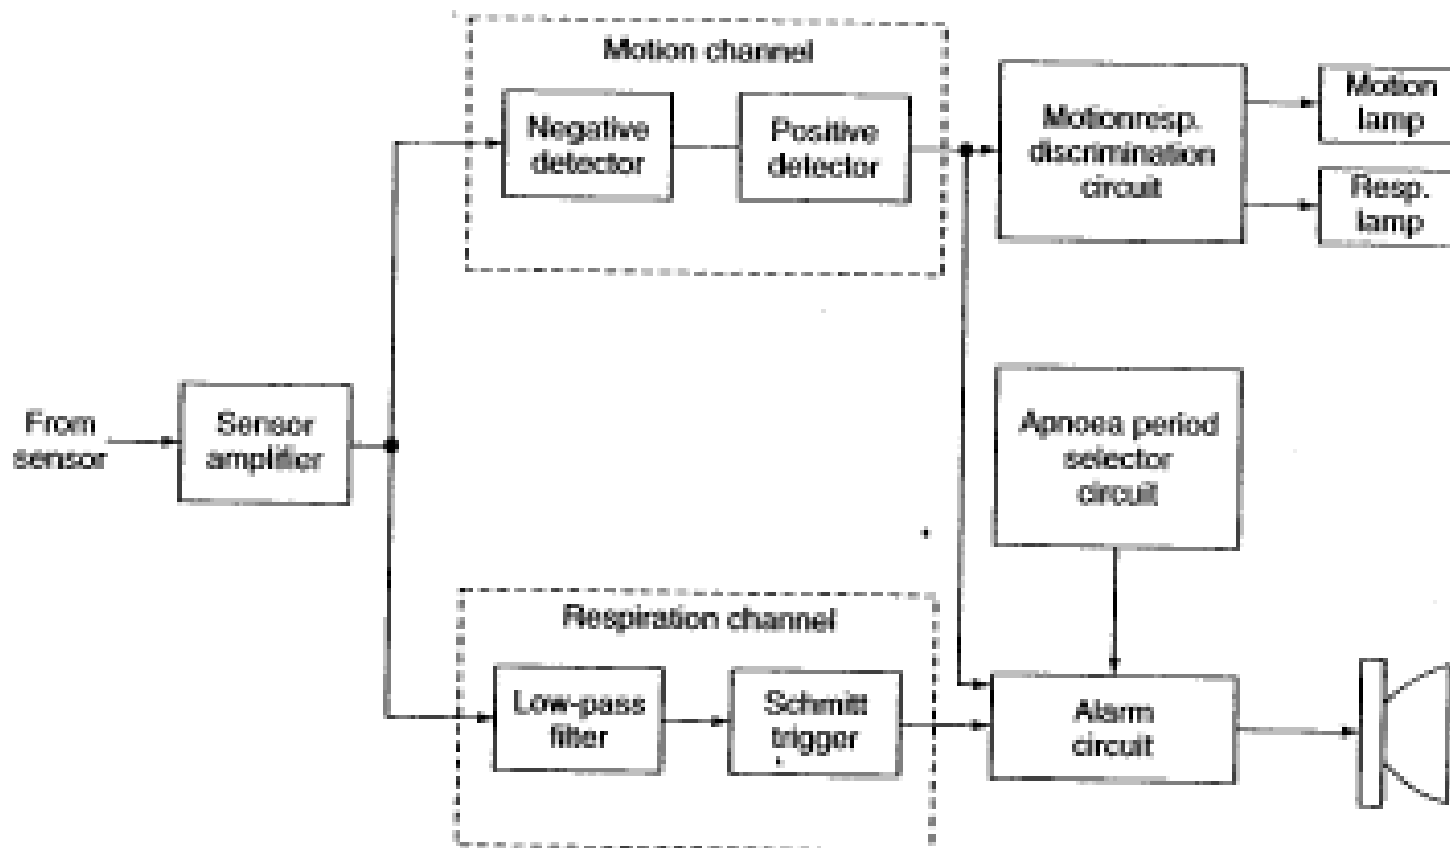 Motion channel
Negative
detector
Positive
detector
Motionresp.
discrimination
circuit
Motion
lamp
Resp.
lamp
From
sensor
Sensor
amplifier
Apnoea period
selector
circuit
Respiration channel
Low-pass
filter
Schmitt
trigger
Alarm
circuit